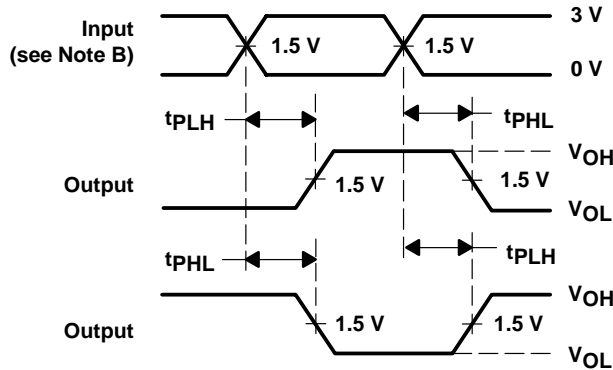 Input
(see Note B)
1.5 V
1.5 V
3 V
0 V
tPLH
tPHL
Output
1.5 V
1.5 V
VOH
VOL
tPHL
tPLH
Output
1.5 V
1.5 V
VOH
VOL